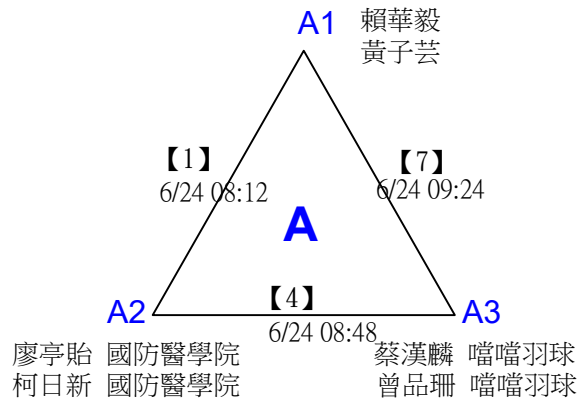 A1 賴華毅
黃子芸
【1】 【7】
6/24 08:12 6/24 09:24
A
【4】
A2 A3
6/24 08:48
廖亭貽 國防醫學院 蔡漢麟 噹噹羽球
柯日新 國防醫學院 曾品珊 噹噹羽球